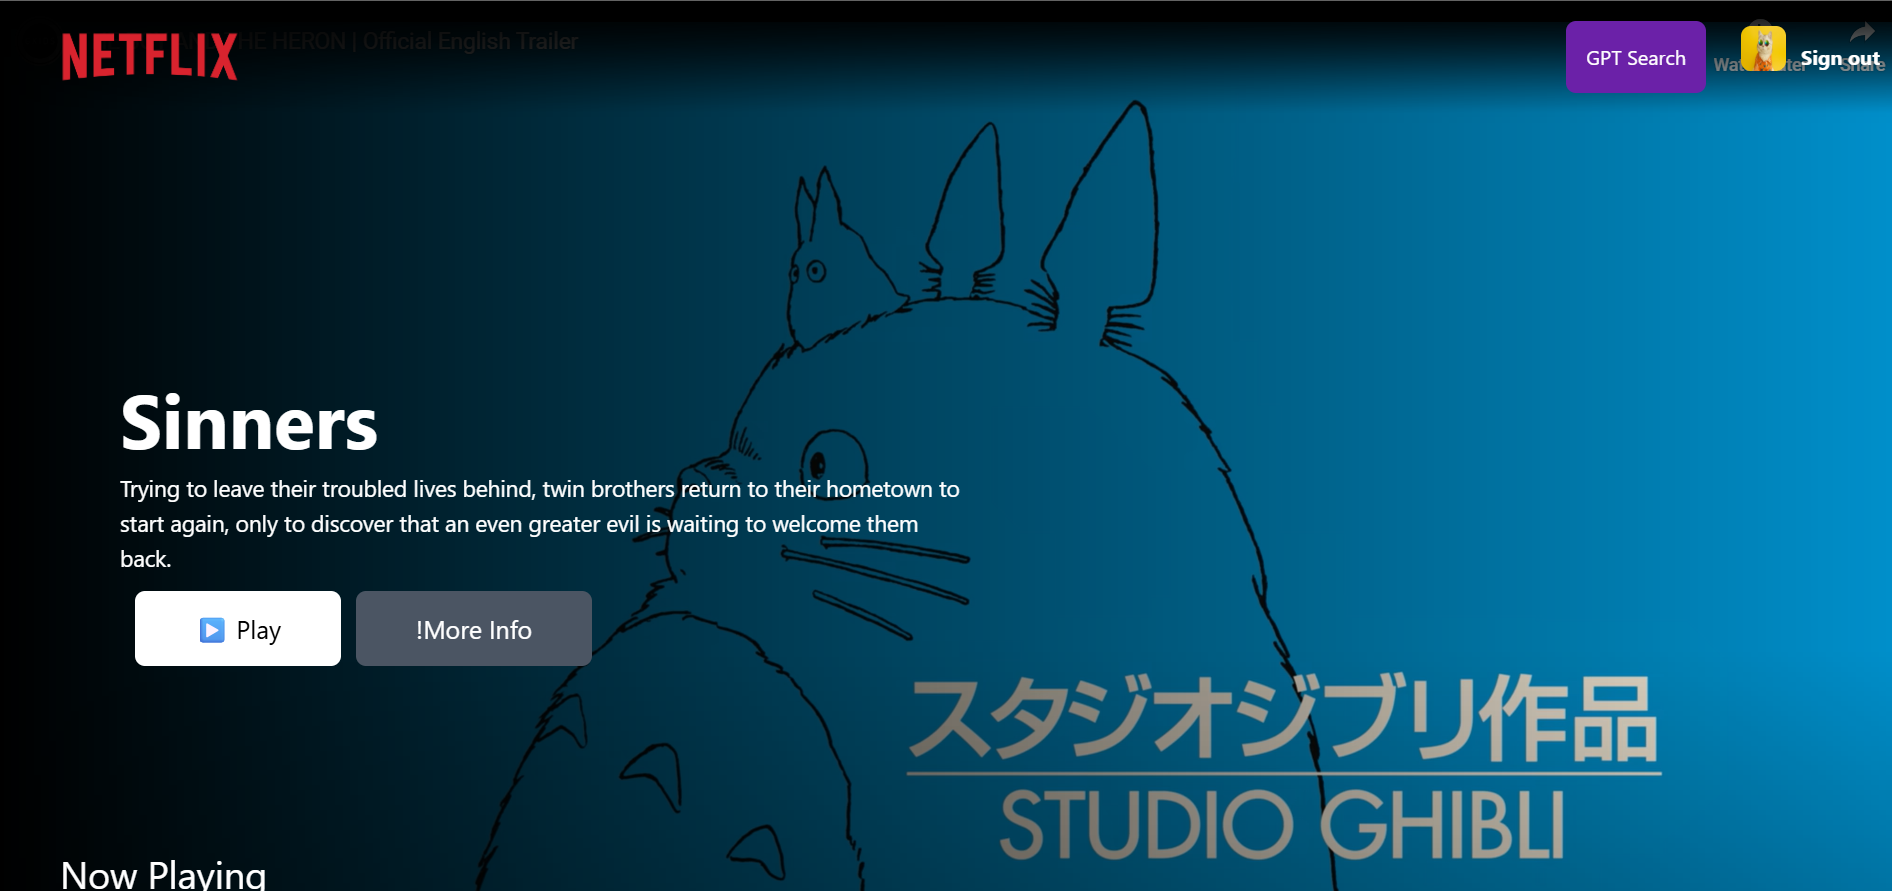 NETFLIX
HE HERON | Official English Trailer
GPT Search
Sign out
Share
Sinners
Trying to leave their troubled lives behind, twin brothers return to their hometown to
start again, only to discover that an even greater evil is waiting to welcome them
back.
▶ Play
!More Info
スタジオジブリ作品
STUDIO GHIBLI
Now Playing